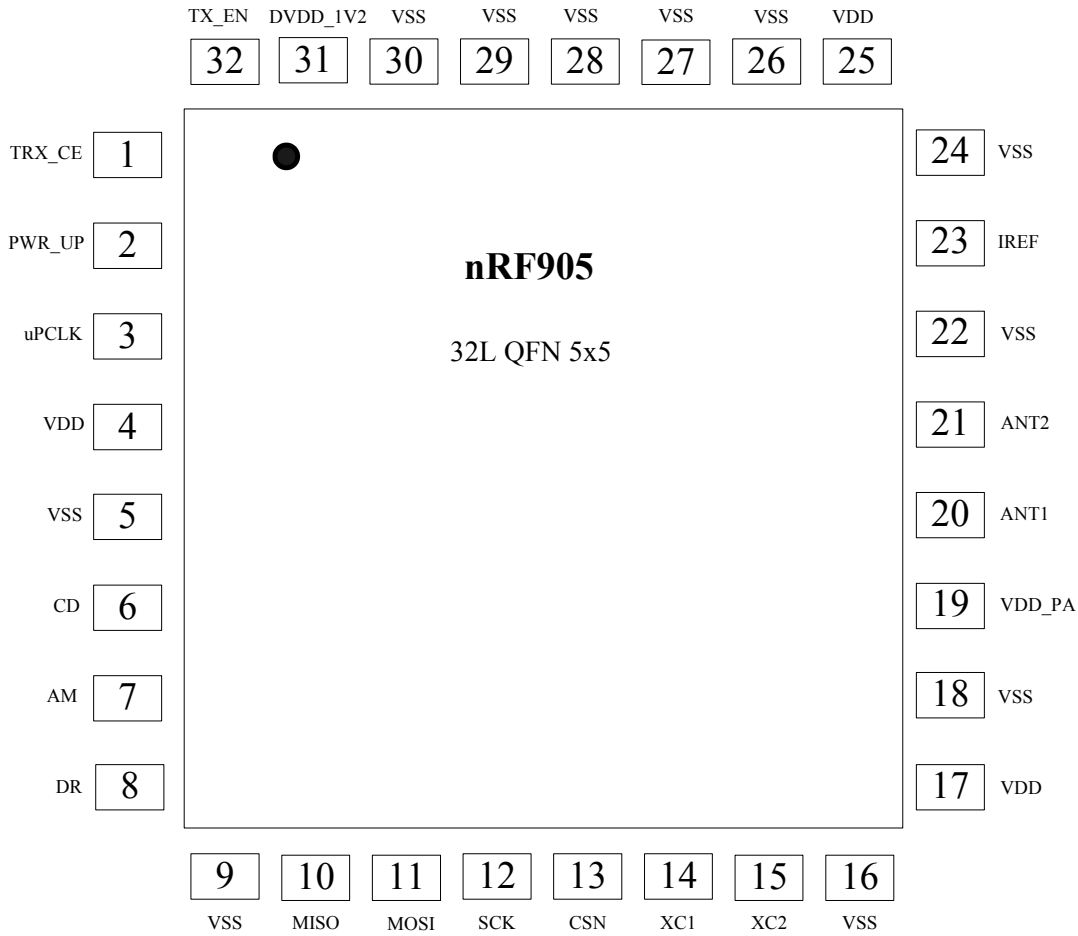 TX_EN DVDD_1V2 VSS VSS VSS VSS VSS VDD
32 31 30 29 28 27 26 25
TRX_CE 1
24 VSS
PWR_UP 2
23 IREF
nRF905
uPCLK 3
22 VSS
32L QFN 5x5
VDD 4
21 ANT2
VSS 5
20 ANT1
CD 6
19 VDD_PA
AM 7
18 VSS
DR 8
17 VDD
9 10 11 12 13 14 15 16
VSS MISO MOSI SCK CSN XC1 XC2 VSS